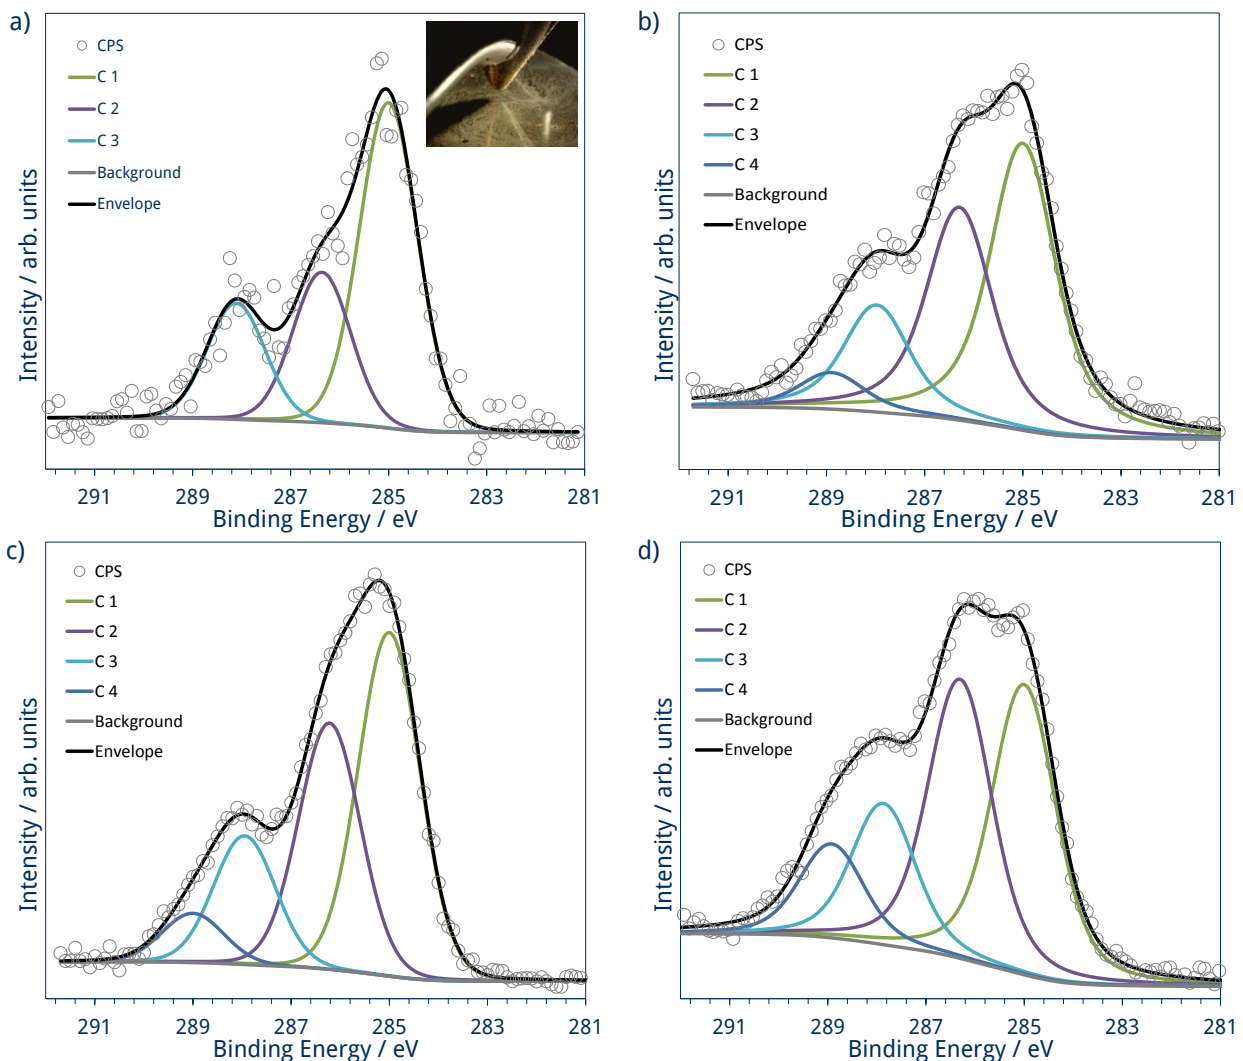 a)
CPS
C 1
C 2
C 3
Background
Envelope
Intensity / arb. units
291 289 287 285 283 281
Binding Energy / eV
b)
CPS
C 1
C 2
C 3
C 4
Background
Envelope
Intensity / arb. units
291 289 287 285 283 281
Binding Energy / eV
c)
CPS
C 1
C 2
C 3
C 4
Background
Envelope
Intensity / arb. units
291 289 287 285 283 281
Binding Energy / eV
d)
CPS
C 1
C 2
C 3
C 4
Background
Envelope
Intensity / arb. units
291 289 287 285 283 281
Binding Energy / eV